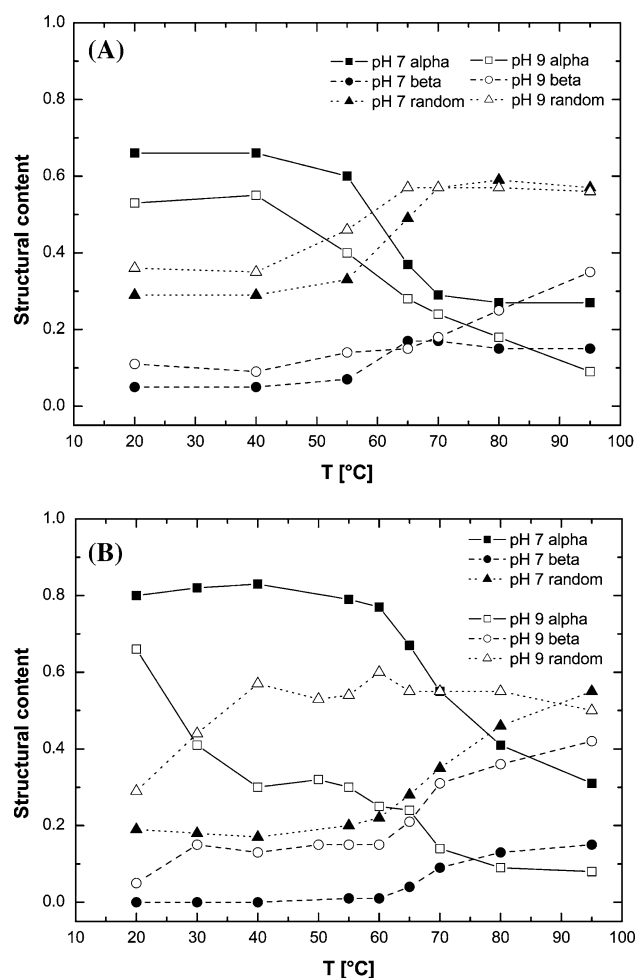 (A)
pH 7 alpha pH 9 alpha
pH 7 beta pH 9 beta
pH 7 random pH 9 random
1.0
0.8
0.6
0.4
0.2
0.0
Structural content
10 20 30 40 50 60 70 80 90 100
T [°C]
(B)
pH 7 alpha
pH 7 beta
pH 7 random
pH 9 alpha
pH 9 beta
pH 9 random
1.0
0.8
0.6
0.4
0.2
0.0
Structural content
10 20 30 40 50 60 70 80 90 100
T [°C]